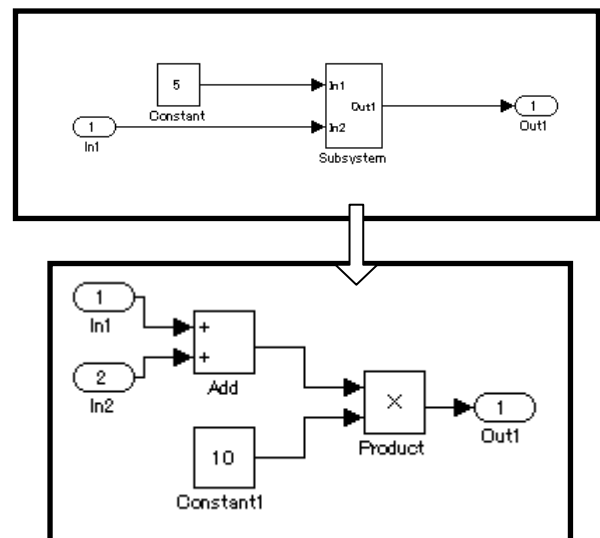 5
Constant
1
In1
In1
Out1
In2
Subsystem
1
Out1
1
In1
2
In2
+
+
Add
10
Constant1
×
Product
1
Out1